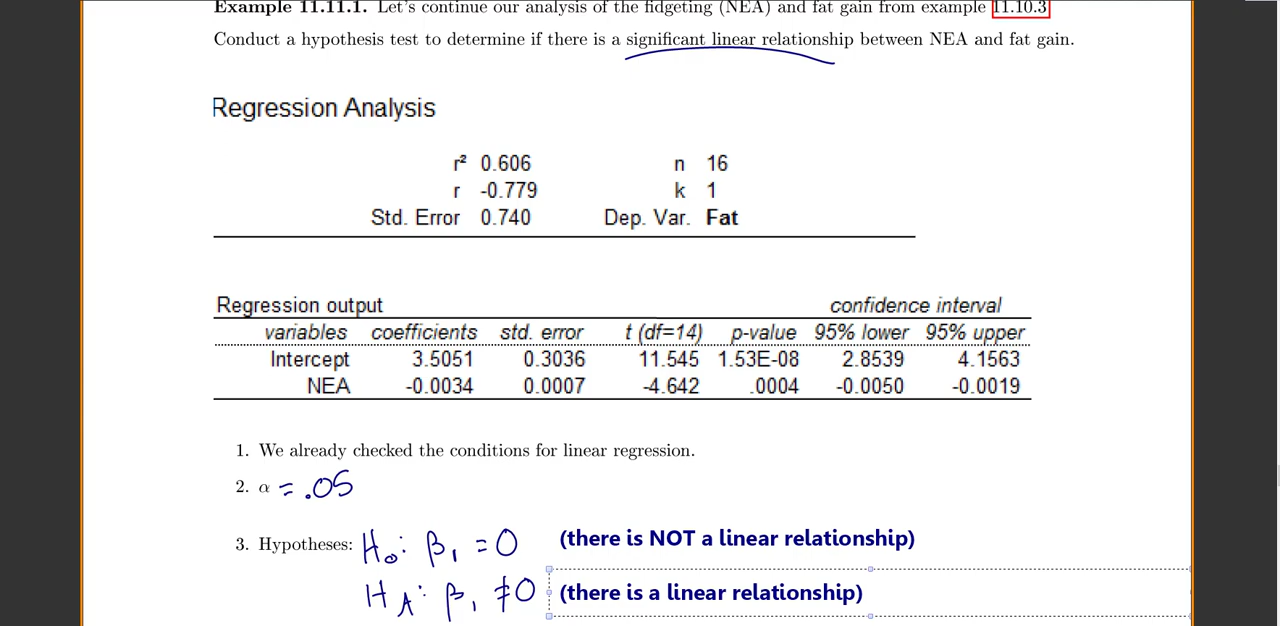 Example 11.11.1. Let's continue our analysis of the fidgeting (NEA) and fat gain from example 11.10.3
Conduct a hypothesis test to determine if there is a significant linear relationship between NEA and fat gain.
Regression Analysis
r² 0.606 n 16
r -0.779 k 1
Std. Error 0.740 Dep. Var. Fat
Regression output confidence interval
variables coefficients std. error t (df=14) p-value 95% lower 95% upper
Intercept 3.5051 0.3036 11.545 1.53E-08 2.8539 4.1563
NEA -0.0034 0.0007 -4.642 .0004 -0.0050 -0.0019
1. We already checked the conditions for linear regression.
2. α = .05
3. Hypotheses: H₀: β₁ = 0 (there is NOT a linear relationship)
H_A: β₁ ≠ 0 (there is a linear relationship)